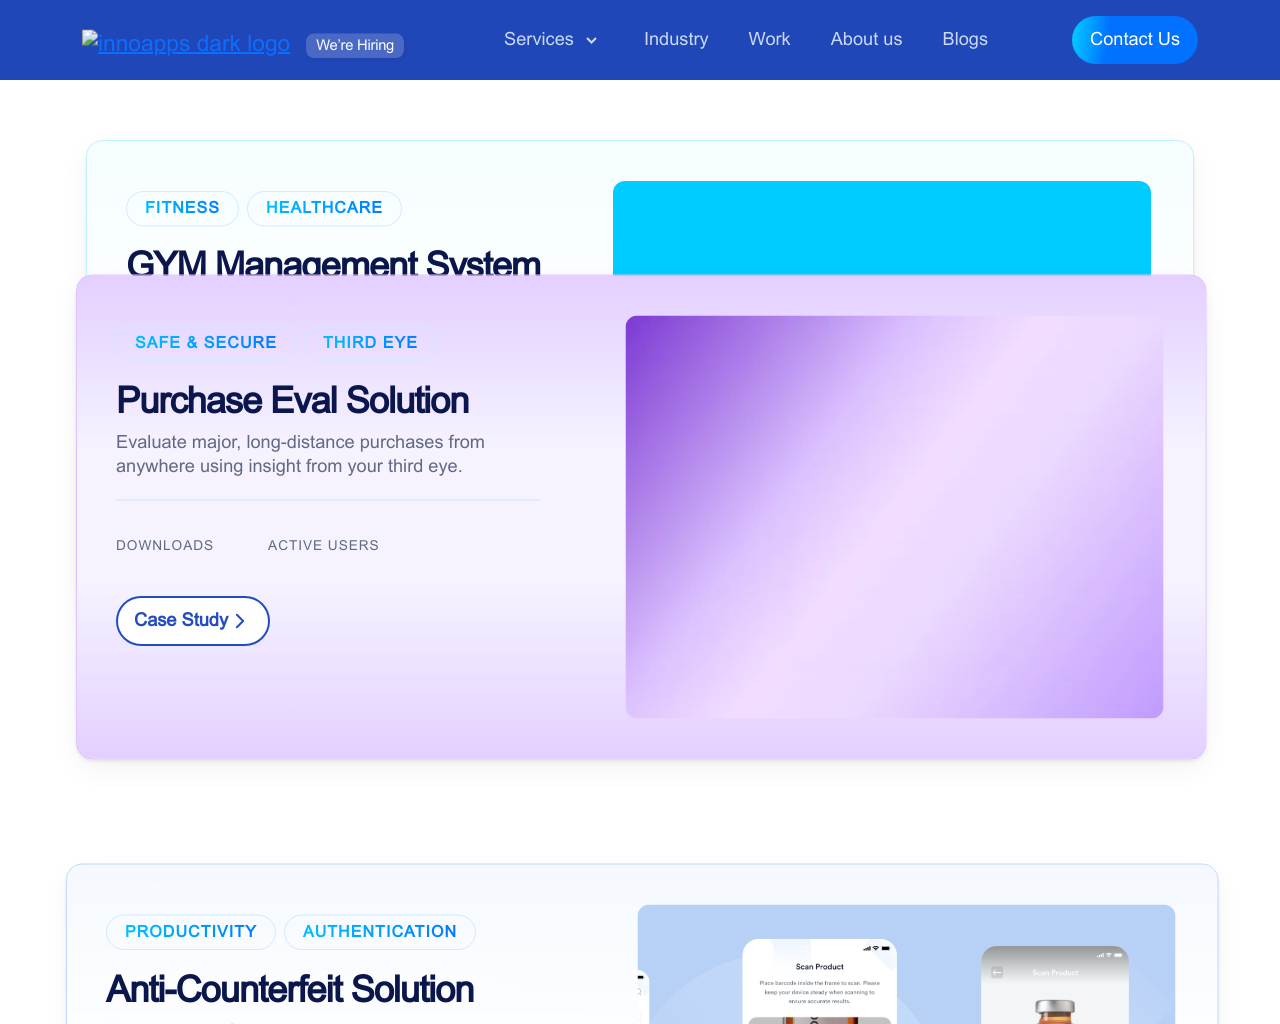 innoapps dark logo
We're Hiring
Services
Industry
Work
About us
Blogs
Contact Us
FITNESS
HEALTHCARE
GYM Management System
SAFE & SECURE
THIRD EYE
Purchase Eval Solution
Evaluate major, long-distance purchases from
anywhere using insight from your third eye.
DOWNLOADS
ACTIVE USERS
Case Study
PRODUCTIVITY
AUTHENTICATION
Anti-Counterfeit Solution
Scan Product
Place barcode inside the frame to scan. Please
keep your device steady when scanning to
ensure accurate results.
Scan Product